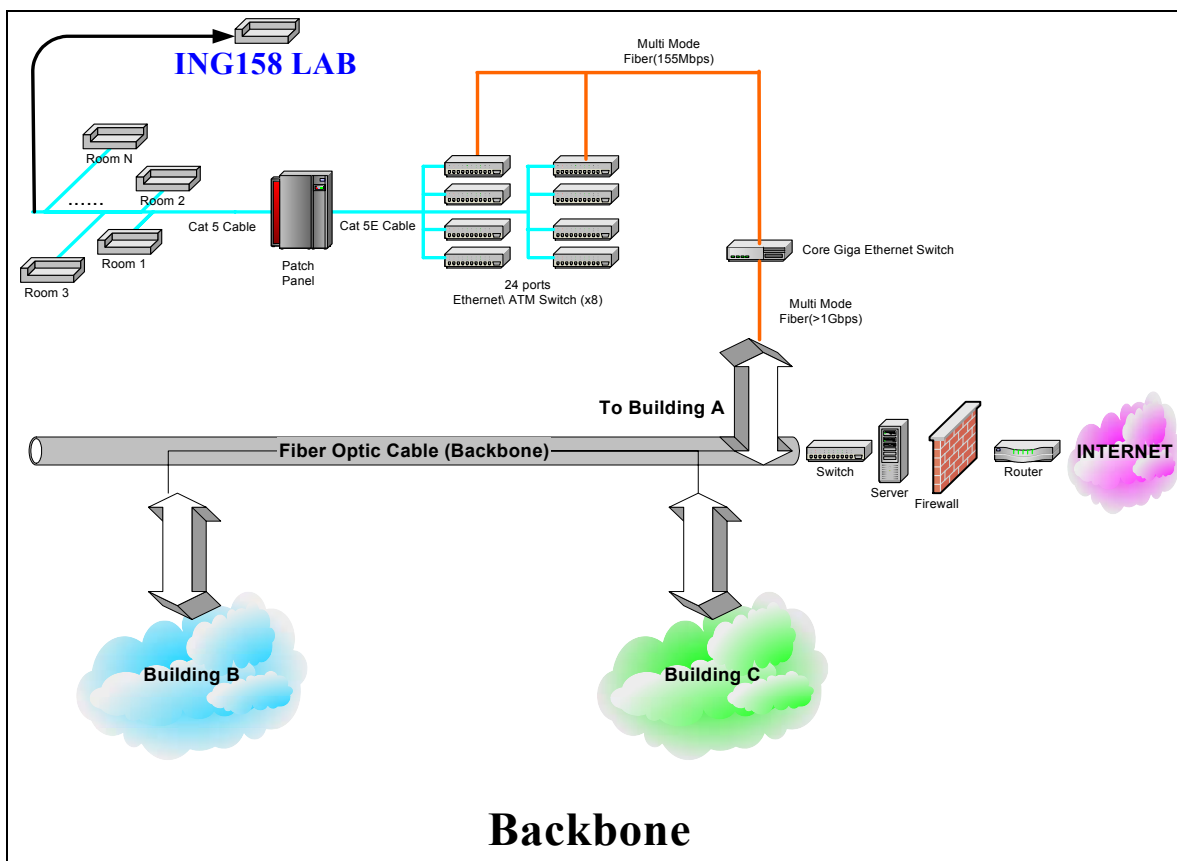 ING158 LAB
Multi Mode
Fiber(155Mbps)
Room N
......
Room 2
Cat 5 Cable
Cat 5E Cable
Room 1
Room 3
Patch
Panel
24 ports
Ethernet\ ATM Switch (x8)
Core Giga Ethernet Switch
Multi Mode
Fiber(>1Gbps)
To Building A
Fiber Optic Cable (Backbone)
Switch
Server
Firewall
Router
INTERNET
Building B
Building C
Backbone